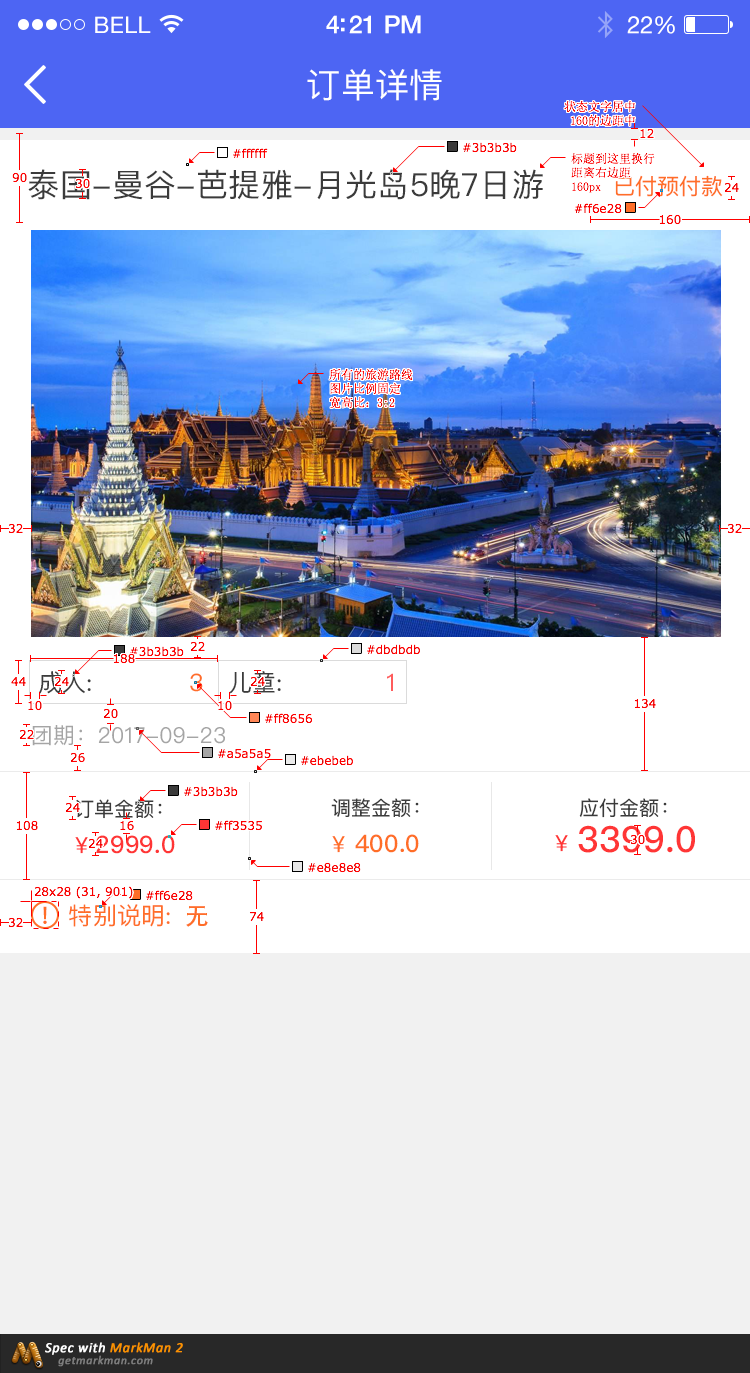 BELL 4:21 PM 22%
订单详情
状态文字居中
160的边距中
12
#ffffff #3b3b3b
90 30 泰国-曼谷-芭提雅-月光岛5晚7日游
标题到这里换行
距离右边距
160px
已付预付款 24
#ff6e28
160
所有的旅游路线
图片比例固定
宽高比：3:2
32 32
#3b3b3b 22 #dbdbdb
188
44 成人: 24 3 儿童: 24 1
10 10
134
20 #ff8656
22 团期：2017-09-23
26 #a5a5a5 #ebebeb
#3b3b3b
24 订单金额： 调整金额： 应付金额：
108 16 #ff3535
24 ¥ 2999.0 ¥ 400.0 ¥ 3399.0 30
#e8e8e8
28x28 (31, 901) #ff6e28
32 特别说明：无 74
Spec with MarkMan 2
getmarkman.com